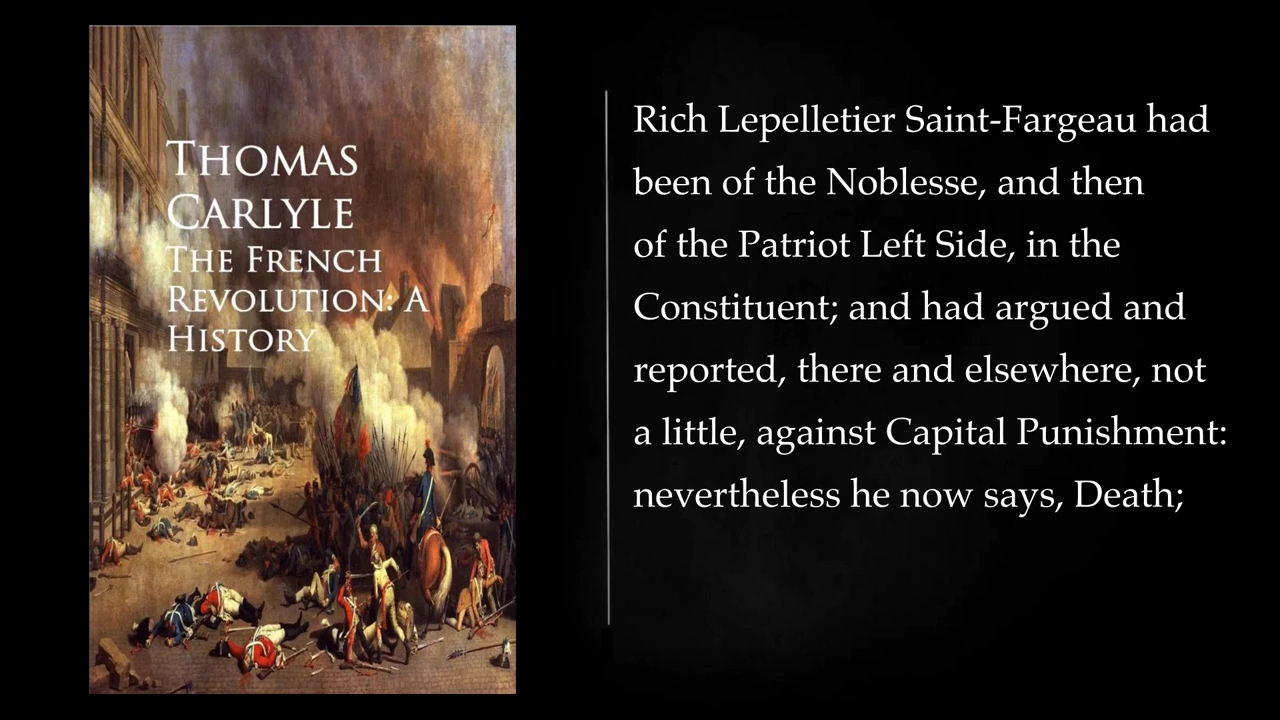 THOMAS
CARLYLE
THE FRENCH
REVOLUTION: A
HISTORY
Rich Lepelletier Saint-Fargeau had
been of the Noblesse, and then
of the Patriot Left Side, in the
Constituent; and had argued and
reported, there and elsewhere, not
a little, against Capital Punishment:
nevertheless he now says, Death;